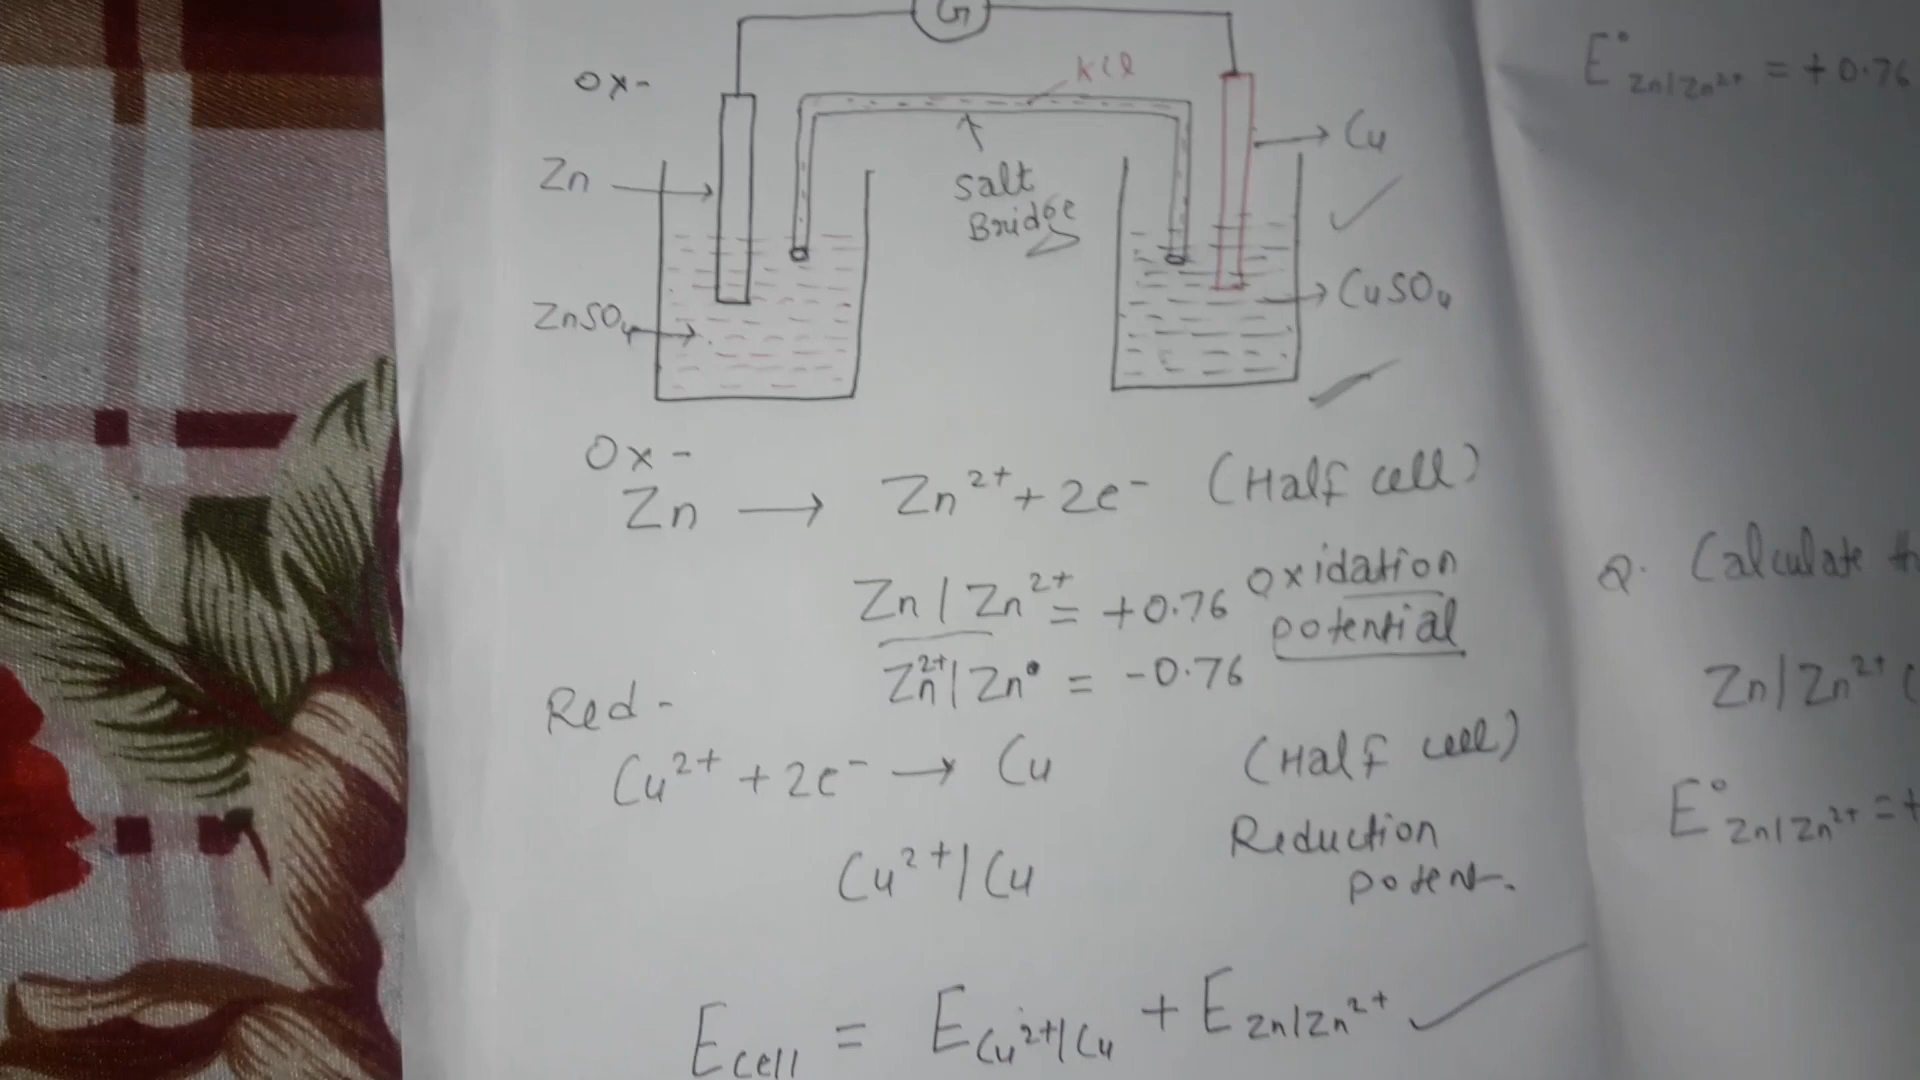 G
OX-
KCl
Zn
Cu
Salt
Bridge
ZnSO4
CuSO4
OX-
Zn → Zn²⁺ + 2e⁻ (Half cell)
Zn / Zn²⁺ = +0.76 Oxidation
potential
Zn²⁺/Zn° = -0.76
Red-
Cu²⁺ + 2e⁻ → Cu (Half cell)
Cu²⁺/Cu Reduction
potent.
Ecell = ECu²⁺/Cu + EZn/Zn²⁺
E°Zn/Zn²⁺ = +0.76
Q. Calculate
Zn/Zn²⁺ (
E°Zn/Zn²⁺ = +